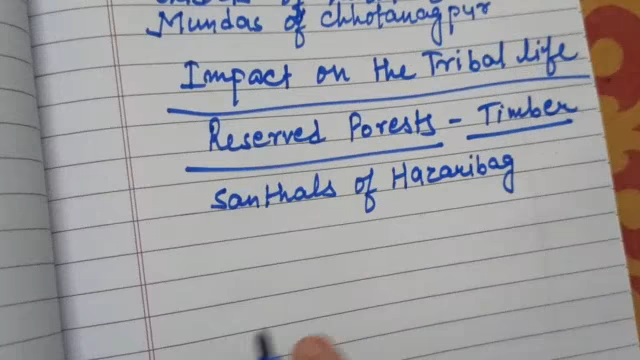 Mundas of Chhotanagpur
Impact on the Tribal life
Reserved Forests - Timber
Santhals of Hazaribag